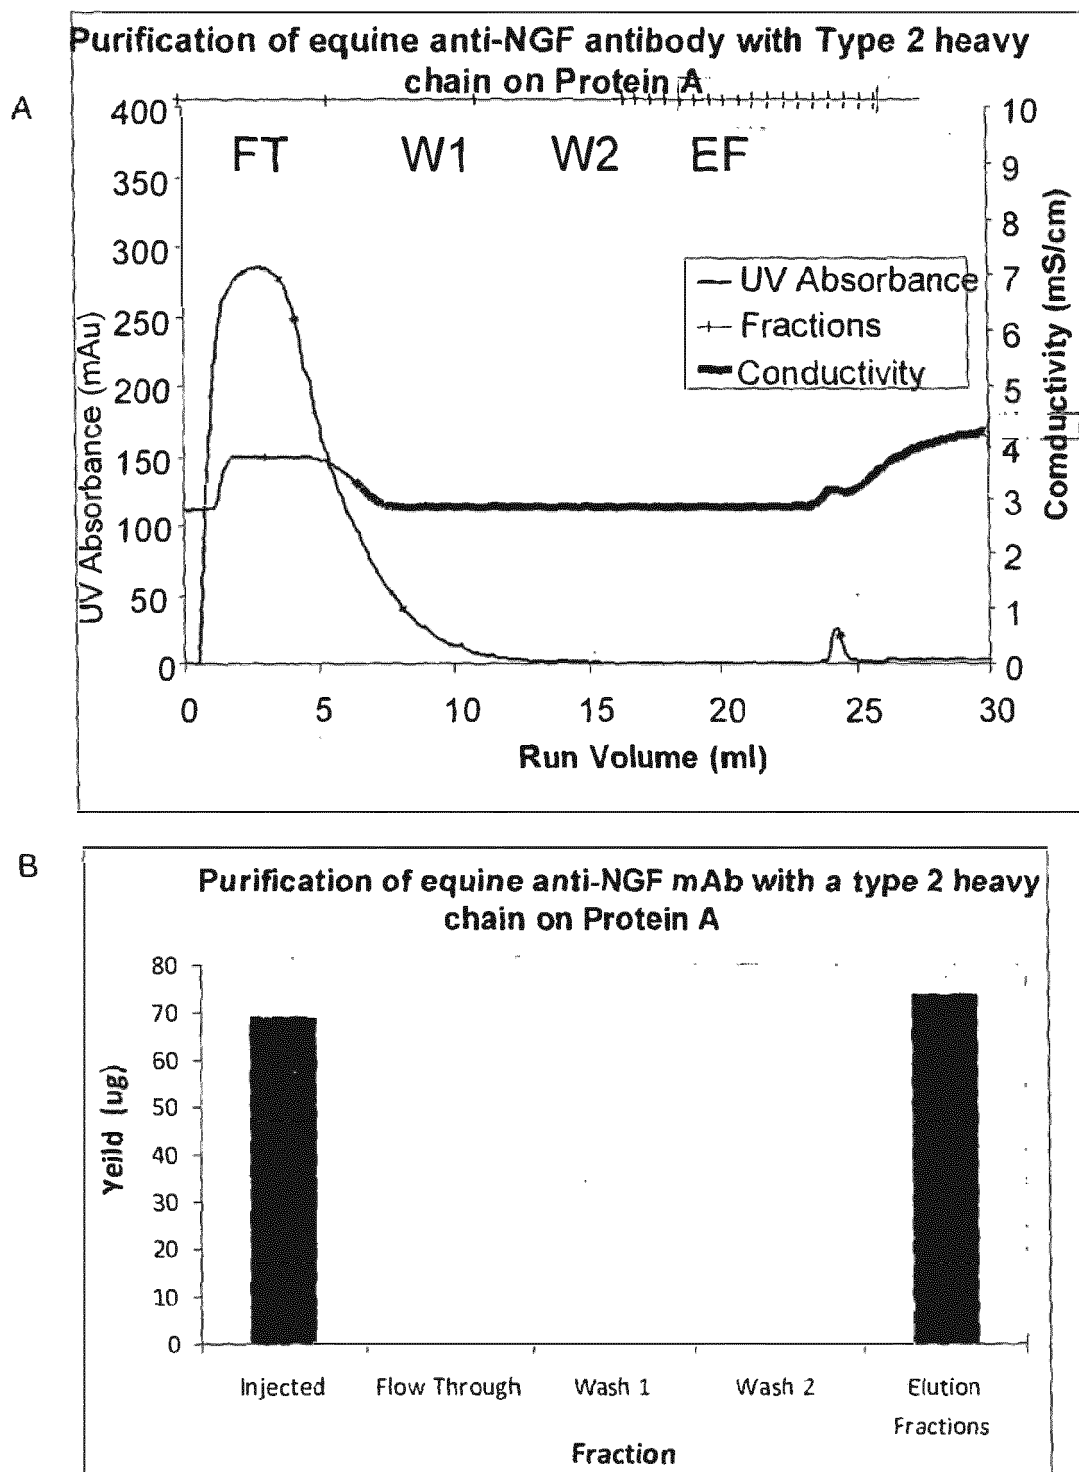 A
Purification of equine anti-NGF antibody with Type 2 heavy
chain on Protein A
FT W1 W2 EF
400
350
300
250
200
150
100
50
0
UV Absorbance (mAu)
10
9
8
7
6
5
4
3
2
1
0
Comductivity (mS/cm)
UV Absorbance
Fractions
Conductivity
0 5 10 15 20 25 30
Run Volume (ml)
B
Purification of equine anti-NGF mAb with a type 2 heavy
chain on Protein A
80
70
60
50
40
30
20
10
0
Yeild (ug)
Injected Flow Through Wash 1 Wash 2 Elution
Fractions
Fraction